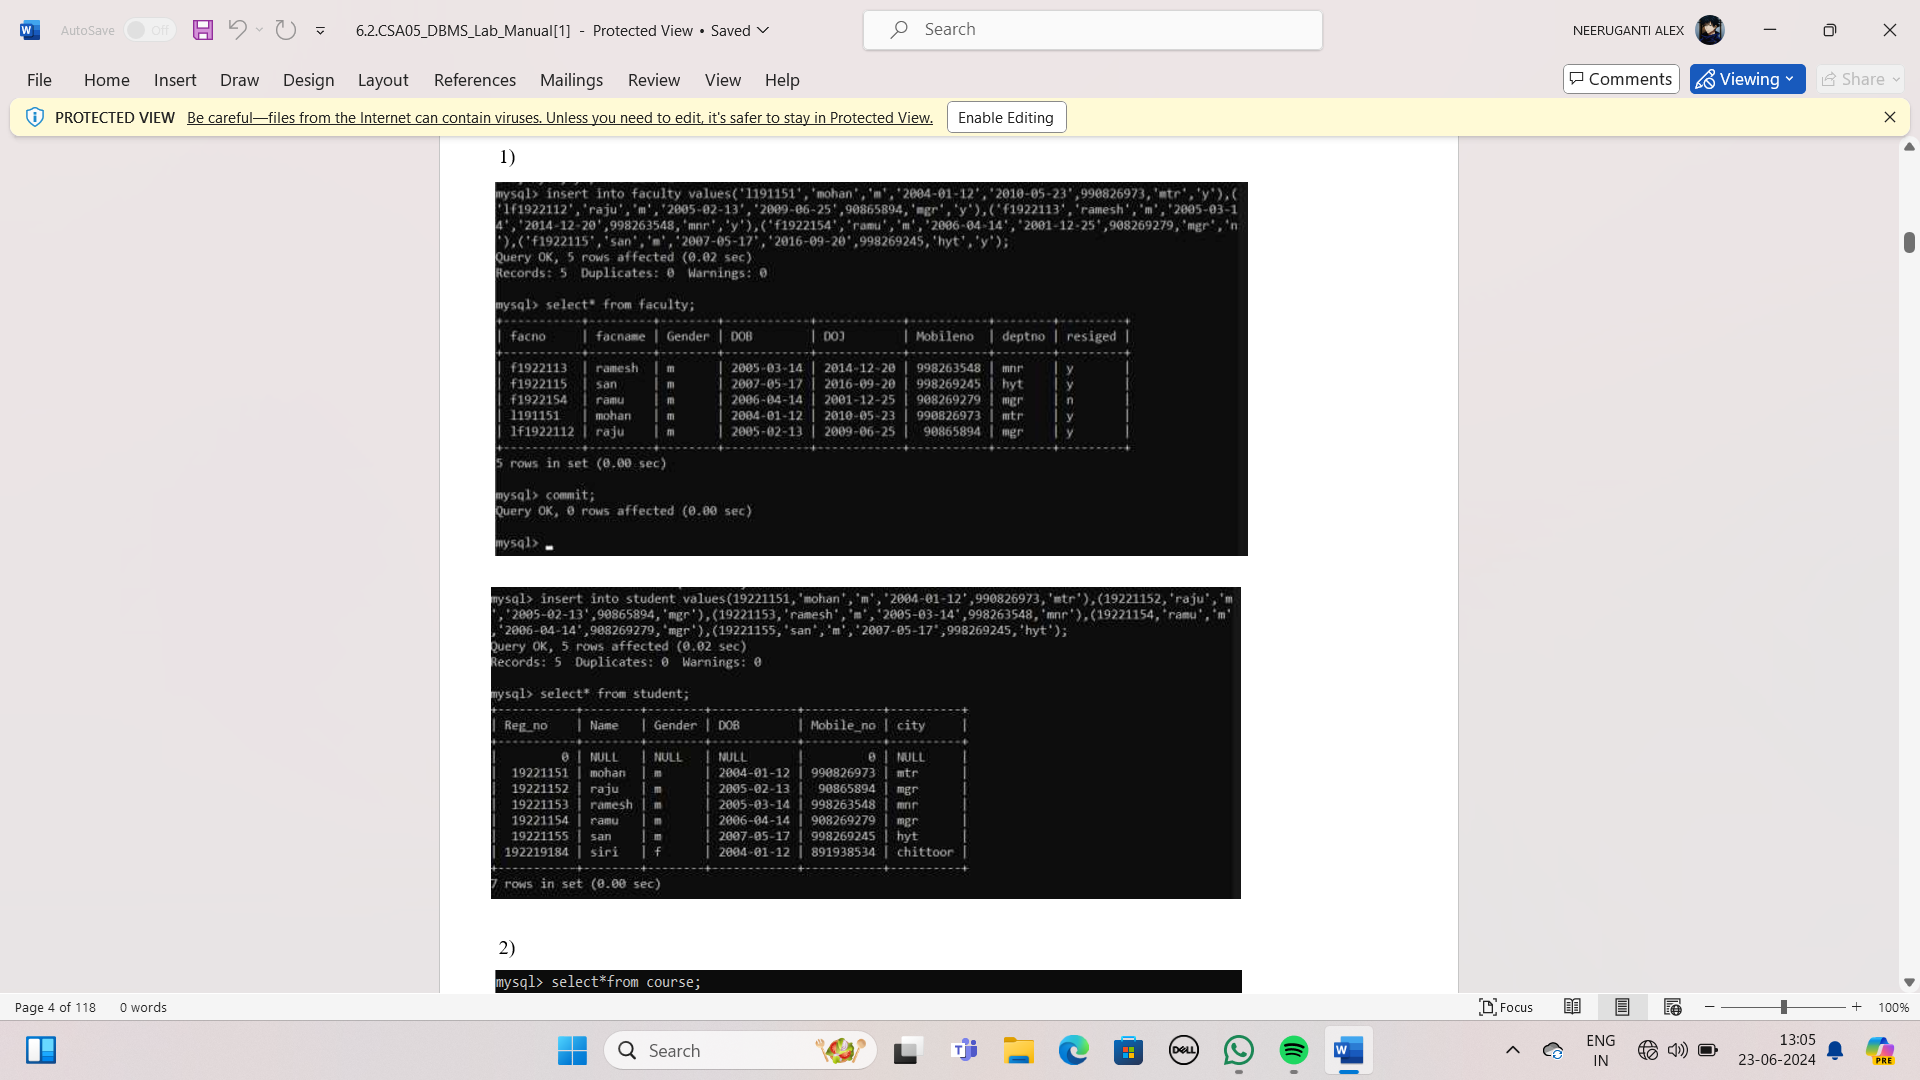 AutoSave Off 6.2.CSA05_DBMS_Lab_Manual[1] - Protected View • Saved Search NEERUGANTI ALEX
File Home Insert Draw Design Layout References Mailings Review View Help Comments Viewing Share
PROTECTED VIEW Be careful—files from the Internet can contain viruses. Unless you need to edit, it's safer to stay in Protected View. Enable Editing
1)
mysql> insert into faculty values('l191151','mohan','m','2004-01-12','2010-05-23',990826973,'mtr','y'),(
'lf1922112','raju','m','2005-02-13','2009-06-25',90865894,'mgr','y'),('f1922113','ramesh','m','2005-03-1
4','2014-12-20',998263548,'mnr','y'),('f1922154','ramu','m','2006-04-14','2001-12-25',908269279,'mgr','n
'),('f1922115','san','m','2007-05-17','2016-09-20',998269245,'hyt','y');
Query OK, 5 rows affected (0.02 sec)
Records: 5 Duplicates: 0 Warnings: 0
mysql> select* from faculty;
| facno | facname | Gender | DOB | DOJ | Mobileno | deptno | resiged |
| f1922113 | ramesh | m | 2005-03-14 | 2014-12-20 | 998263548 | mnr | y |
| f1922115 | san | m | 2007-05-17 | 2016-09-20 | 998269245 | hyt | y |
| f1922154 | ramu | m | 2006-04-14 | 2001-12-25 | 908269279 | mgr | n |
| l191151 | mohan | m | 2004-01-12 | 2010-05-23 | 990826973 | mtr | y |
| lf1922112 | raju | m | 2005-02-13 | 2009-06-25 | 90865894 | mgr | y |
5 rows in set (0.00 sec)
mysql> commit;
Query OK, 0 rows affected (0.00 sec)
mysql>
mysql> insert into student values(19221151,'mohan','m','2004-01-12',990826973,'mtr'),(19221152,'raju','m
','2005-02-13',90865894,'mgr'),(19221153,'ramesh','m','2005-03-14',998263548,'mnr'),(19221154,'ramu','m'
,'2006-04-14',908269279,'mgr'),(19221155,'san','m','2007-05-17',998269245,'hyt');
Query OK, 5 rows affected (0.02 sec)
Records: 5 Duplicates: 0 Warnings: 0
mysql> select* from student;
| Reg_no | Name | Gender | DOB | Mobile_no | city |
| 0 | NULL | NULL | NULL | 0 | NULL |
| 19221151 | mohan | m | 2004-01-12 | 990826973 | mtr |
| 19221152 | raju | m | 2005-02-13 | 90865894 | mgr |
| 19221153 | ramesh | m | 2005-03-14 | 998263548 | mnr |
| 19221154 | ramu | m | 2006-04-14 | 908269279 | mgr |
| 19221155 | san | m | 2007-05-17 | 998269245 | hyt |
| 192219184 | siri | f | 2004-01-12 | 891938534 | chittoor |
7 rows in set (0.00 sec)
2)
mysql> select*from course;
Page 4 of 118 0 words Focus 100%
Search DELL ENG 13:05
IN 23-06-2024 PRE